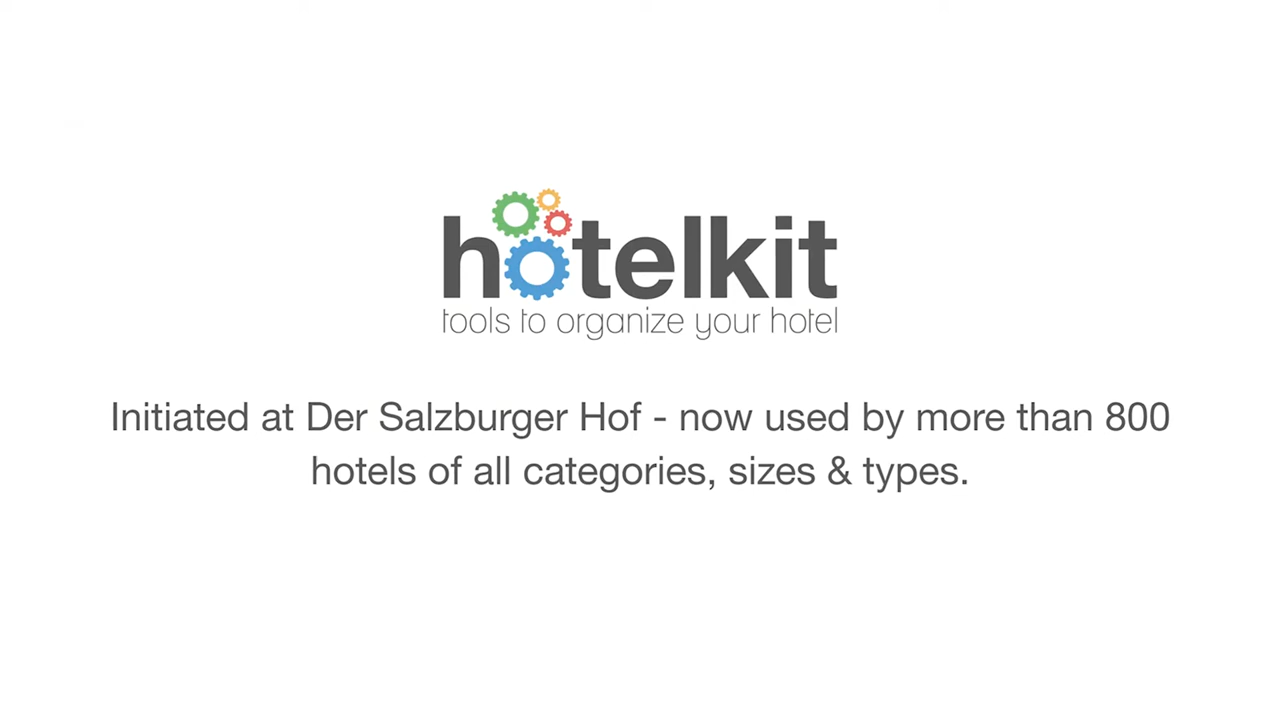 hotelkit
tools to organize your hotel
Initiated at Der Salzburger Hof - now used by more than 800
hotels of all categories, sizes & types.